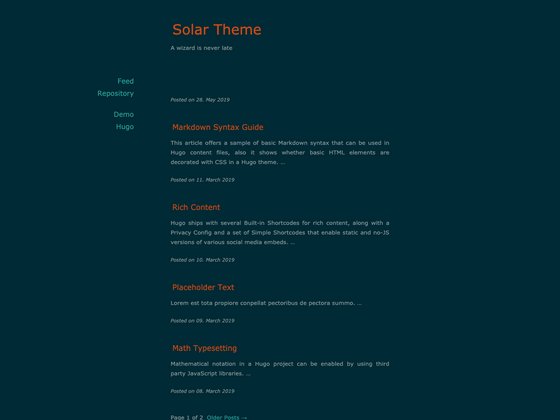 Solar Theme
A wizard is never late
Feed
Repository
Demo
Hugo
Posted on 28. May 2019
Markdown Syntax Guide
This article offers a sample of basic Markdown syntax that can be used in
Hugo content files, also it shows whether basic HTML elements are
decorated with CSS in a Hugo theme. …
Posted on 11. March 2019
Rich Content
Hugo ships with several Built-in Shortcodes for rich content, along with a
Privacy Config and a set of Simple Shortcodes that enable static and no-JS
versions of various social media embeds. …
Posted on 10. March 2019
Placeholder Text
Lorem est tota propiore conpellat pectoribus de pectora summo. …
Posted on 09. March 2019
Math Typesetting
Mathematical notation in a Hugo project can be enabled by using third
party JavaScript libraries. …
Posted on 08. March 2019
Page 1 of 2 Older Posts →